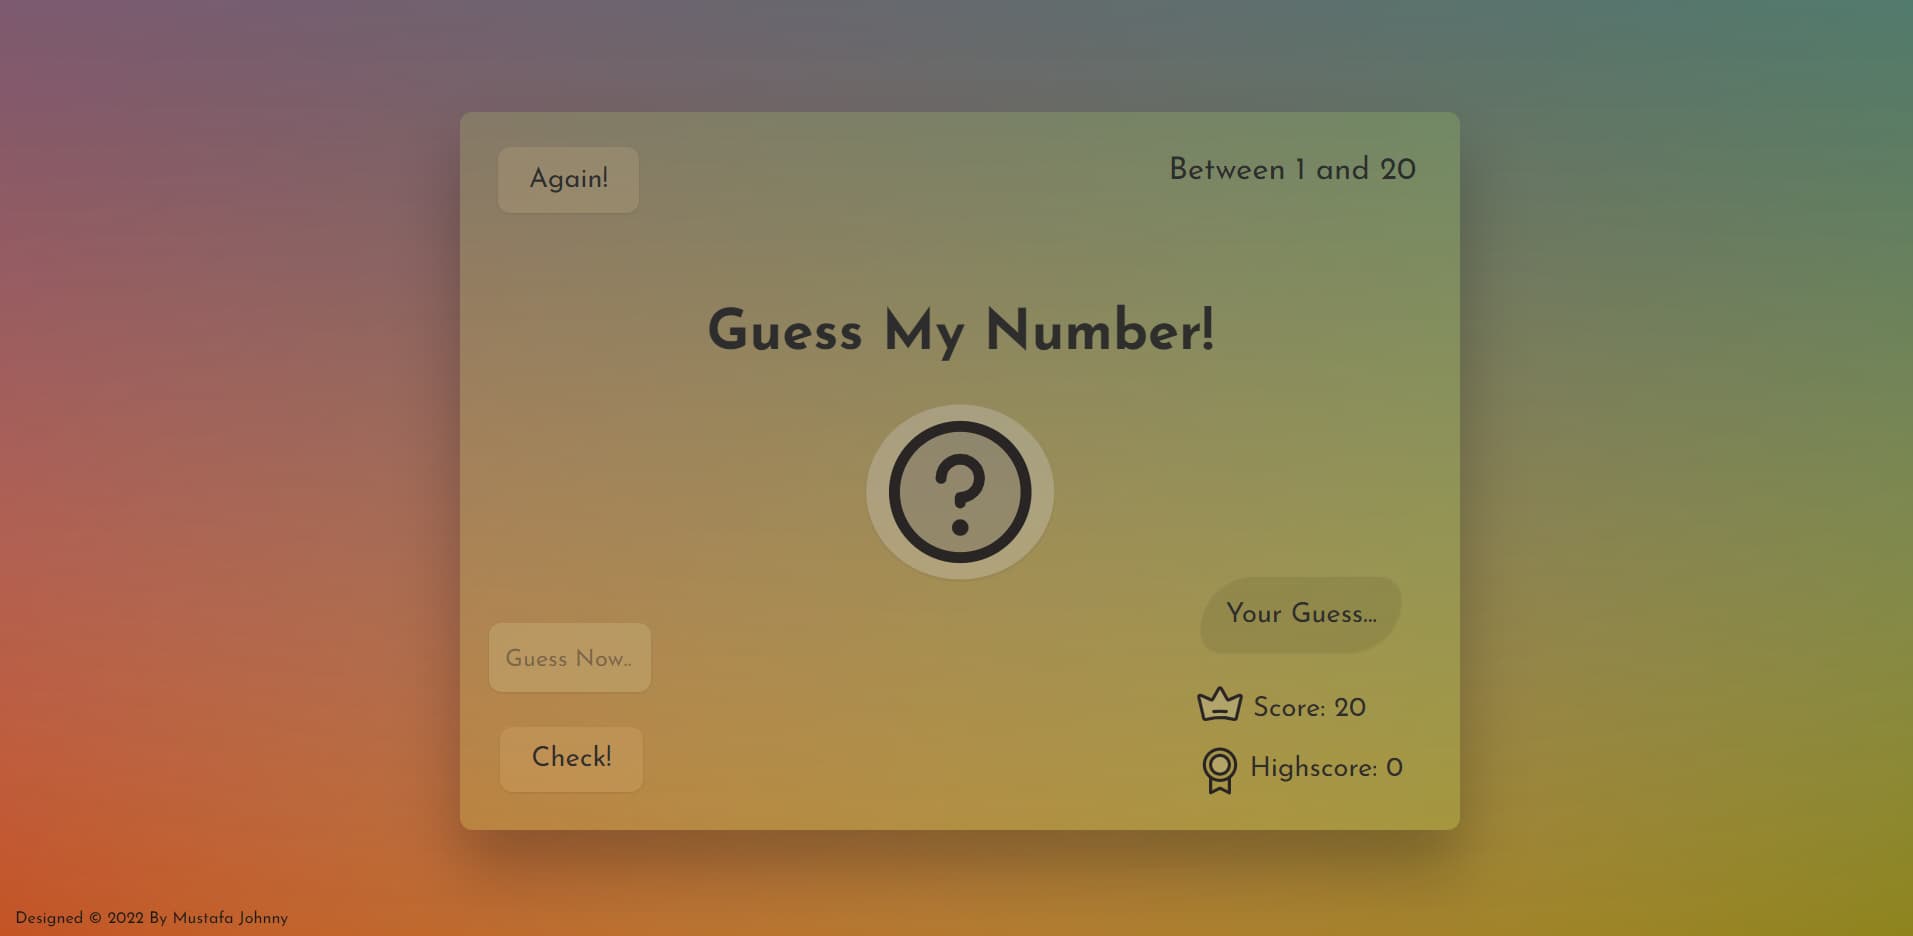 Again!
Between 1 and 20
Guess My Number!
?
Your Guess...
Guess Now..
Score: 20
Check!
Highscore: 0
Designed © 2022 By Mustafa Johnny